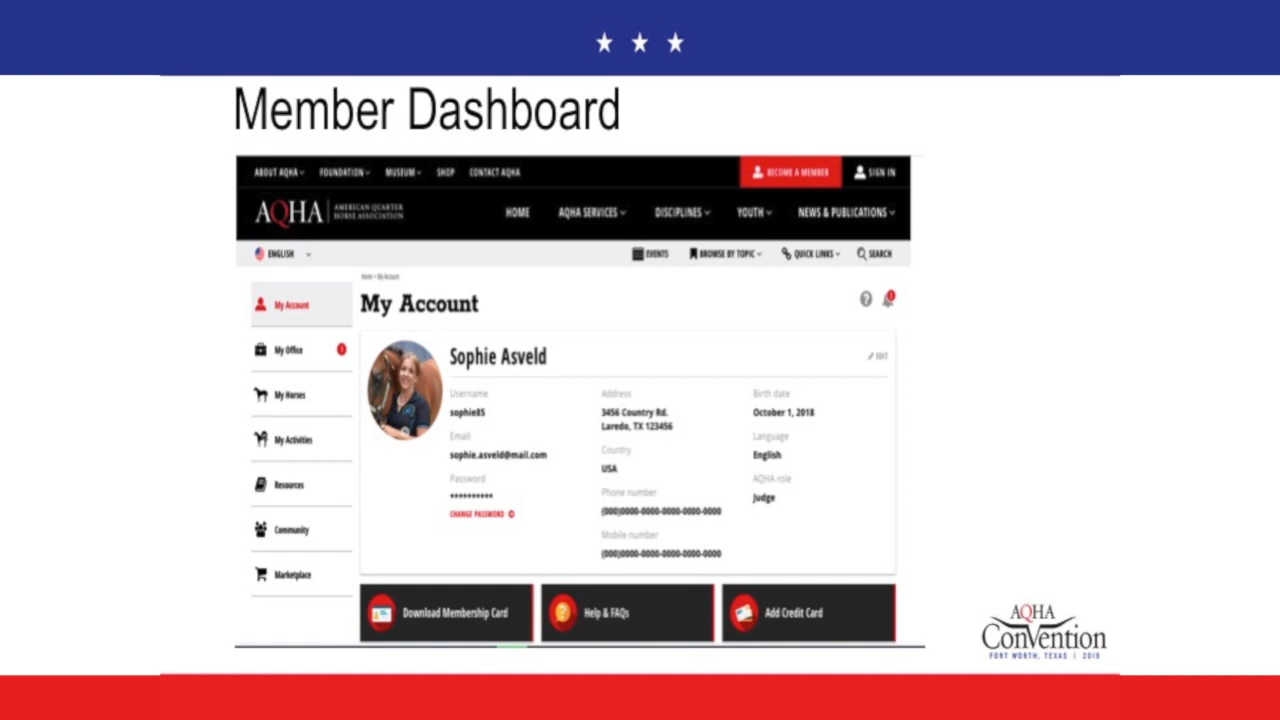 Member Dashboard
ABOUT AQHA FOUNDATION MUSEUM SHOP CONTACT AQHA BECOME A MEMBER SIGN IN
AQHA AMERICAN QUARTER
HORSE ASSOCIATION
HOME AQHA SERVICES DISCIPLINES YOUTH NEWS & PUBLICATIONS
ENGLISH EVENTS BROWSE BY TOPIC QUICK LINKS SEARCH
Home > My Account
My Account
? 1
My Account
My Office 1
My Horses
My Activities
Resources
Community
Marketplace
Sophie Asveld
EDIT
Username
sophie85
Email
sophie.asveld@mail.com
Password
**********
CHANGE PASSWORD
Address
3456 Country Rd.
Laredo, TX 123456
Country
USA
Phone number
(000)0000-0000-0000-0000-0000
Mobile number
(000)0000-0000-0000-0000-0000
Birth date
October 1, 2018
Language
English
AQHA role
Judge
Download Membership Card
Help & FAQs
Add Credit Card
AQHA
Convention
FORT WORTH, TEXAS | 2019